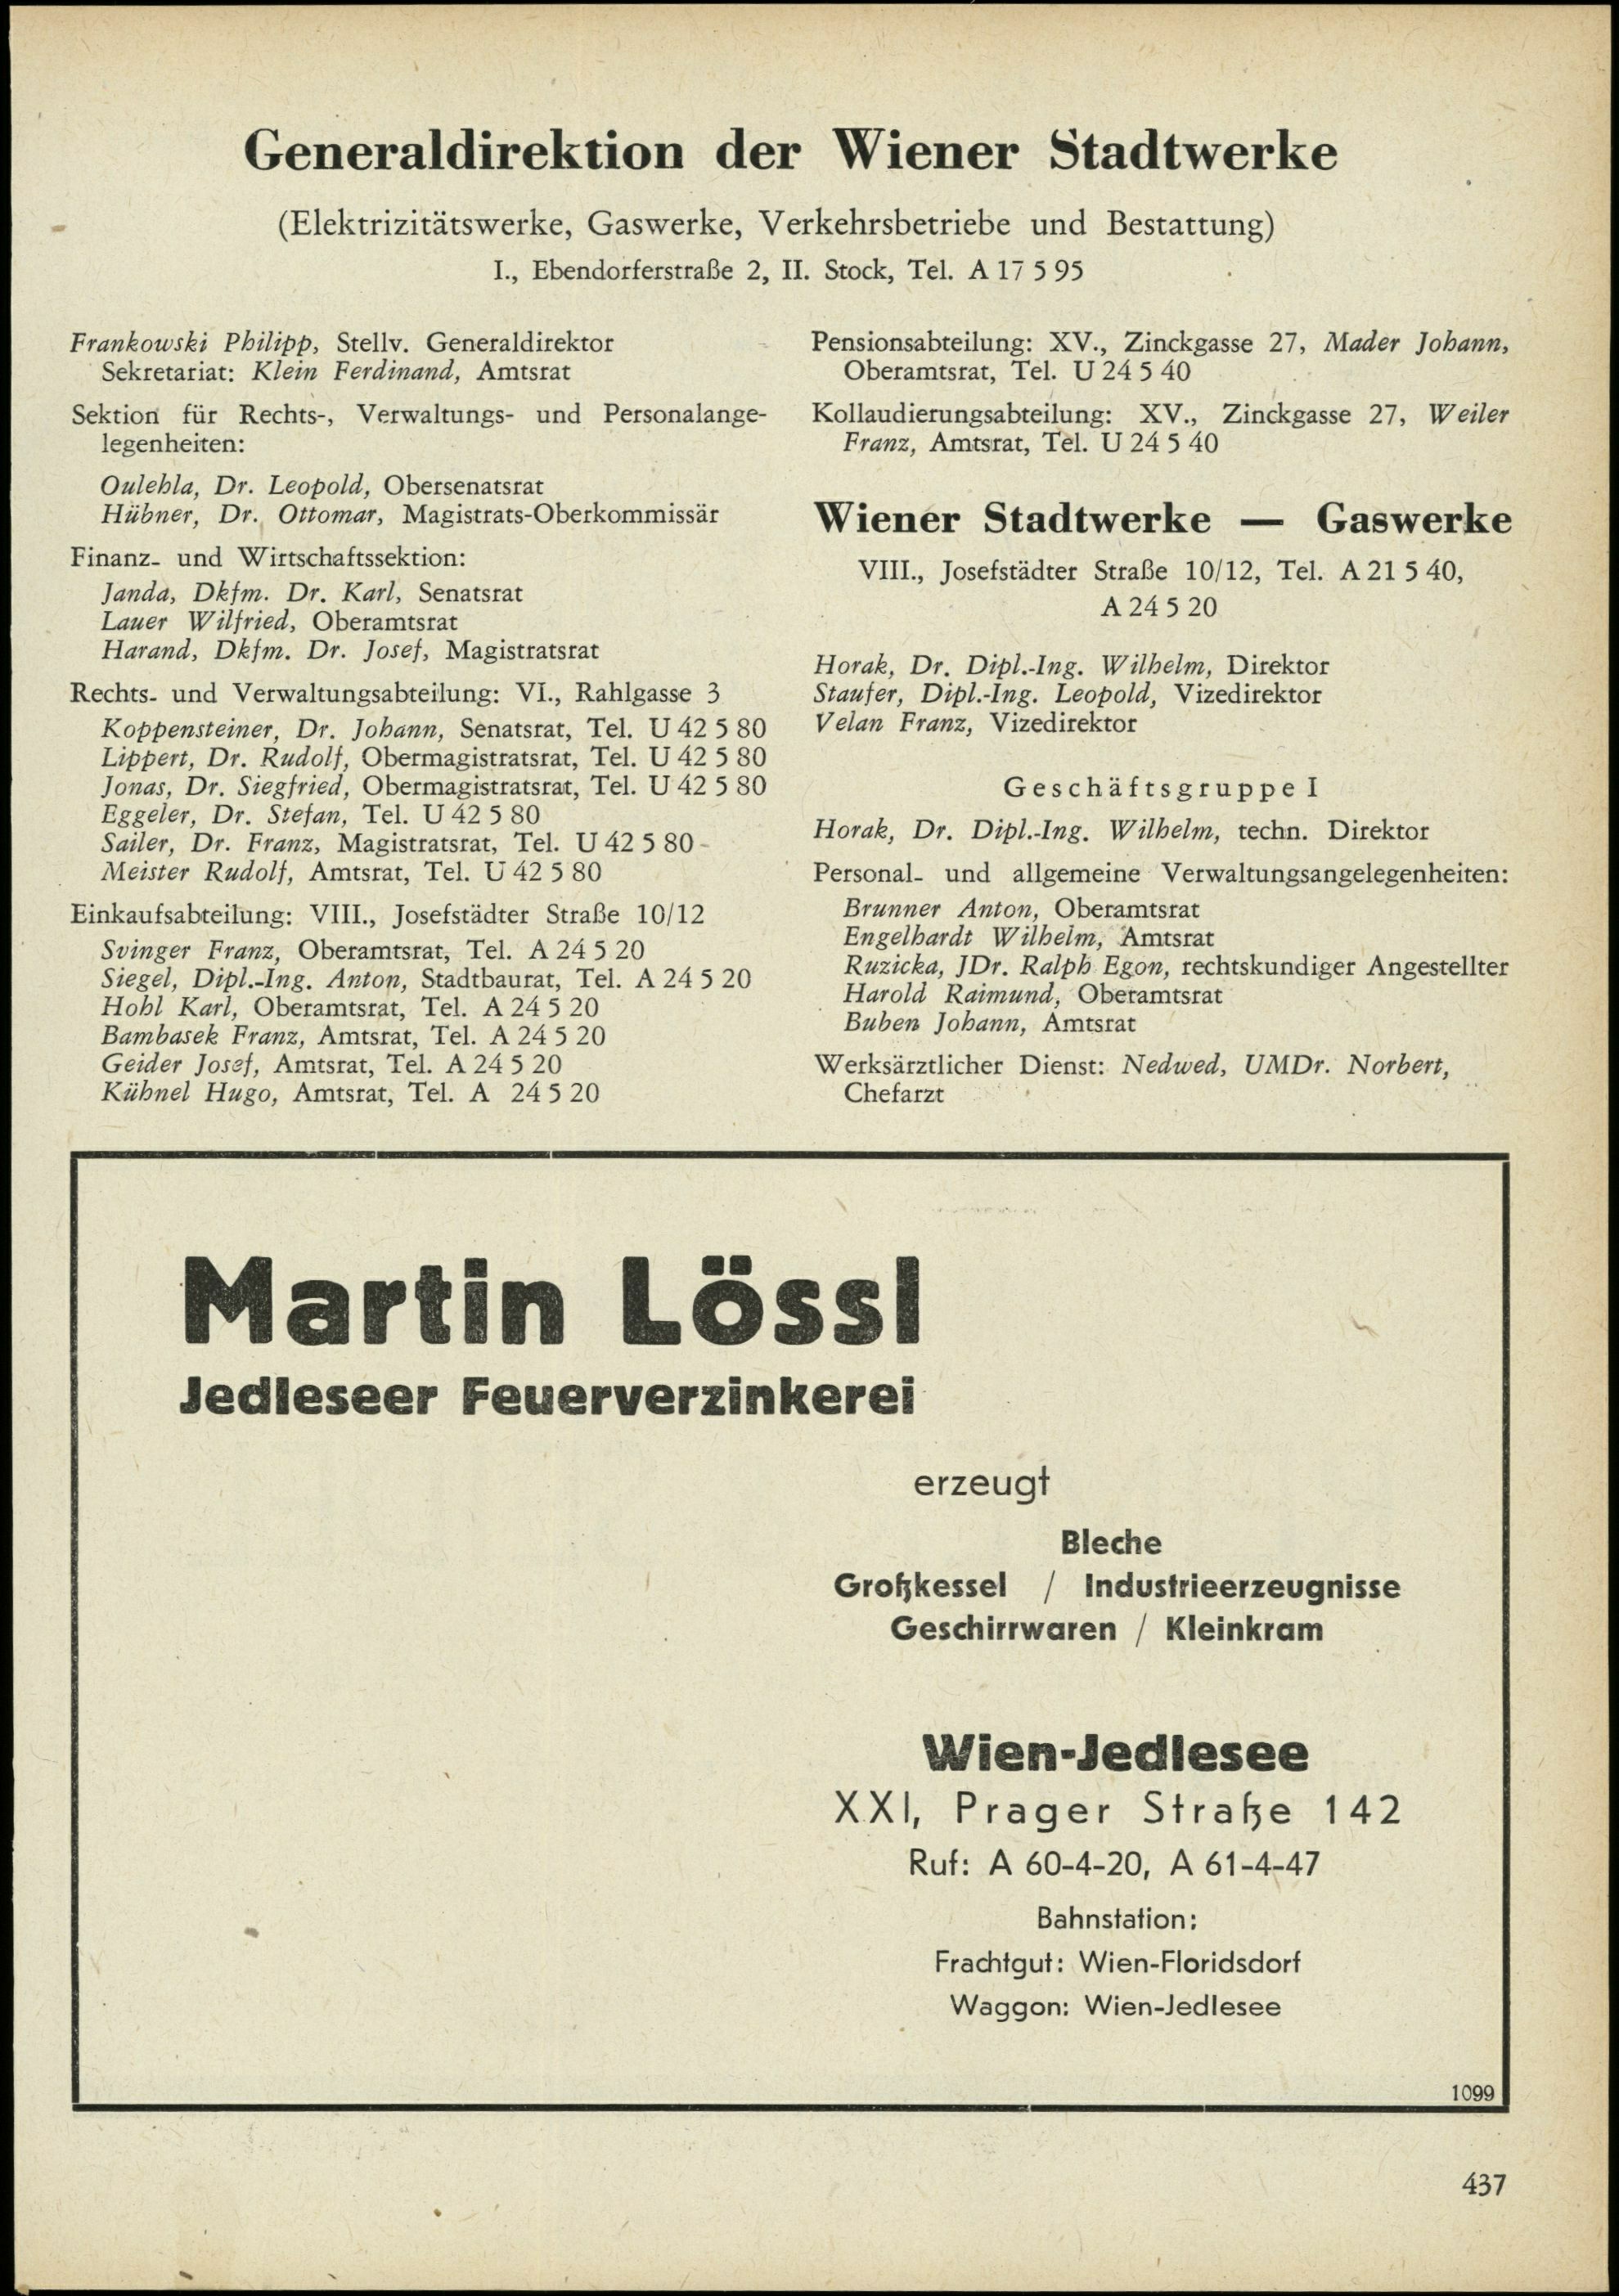 Generaldirektion der Wiener Stadtwerke
(Elektrizitätswerke, Gaswerke, Verkehrsbetriebe und Bestattung)
I., Ebendorferstraße 2, II. Stock, Tel. A 17 5 95
Frankowski Philipp, Stellv. Generaldirektor
Sekretariat: Klein Ferdinand, Amtsrat
Sektion für Rechts-, Verwaltungs- und Personalange-
legenheiten:
Oulehla, Dr. Leopold, Obersenatsrat
Hübner, Dr. Ottomar, Magistrats-Oberkommissär
Finanz- und Wirtschaftssektion:
Janda, Dkfm. Dr. Karl, Senatsrat
Lauer Wilfried, Oberamtsrat
Harand, Dkfm. Dr. Josef, Magistratsrat
Rechts- und Verwaltungsabteilung: VI., Rahlgasse 3
Koppensteiner, Dr. Johann, Senatsrat, Tel. U 42 5 80
Lippert, Dr. Rudolf, Obermagistratsrat, Tel. U 42 5 80
Jonas, Dr. Siegfried, Obermagistratsrat, Tel. U 42 5 80
Eggeler, Dr. Stefan, Tel. U 42 5 80
Sailer, Dr. Franz, Magistratsrat, Tel. U 42 5 80
Meister Rudolf, Amtsrat, Tel. U 42 5 80
Einkaufsabteilung: VIII., Josefstädter Straße 10/12
Svinger Franz, Oberamtsrat, Tel. A 24 5 20
Siegel, Dipl.-Ing. Anton, Stadtbaurat, Tel. A 24 5 20
Hohl Karl, Oberamtsrat, Tel. A 24 5 20
Bambasek Franz, Amtsrat, Tel. A 24 5 20
Geider Josef, Amtsrat, Tel. A 24 5 20
Kühnel Hugo, Amtsrat, Tel. A 24 5 20
Pensionsabteilung: XV., Zinckgasse 27, Mader Johann,
Oberamtsrat, Tel. U 24 5 40
Kollaudierungsabteilung: XV., Zinckgasse 27, Weiler
Franz, Amtsrat, Tel. U 24 5 40
Wiener Stadtwerke — Gaswerke
VIII., Josefstädter Straße 10/12, Tel. A 21 5 40,
A 24 5 20
Horak, Dr. Dipl.-Ing. Wilhelm, Direktor
Staufer, Dipl.-Ing. Leopold, Vizedirektor
Velan Franz, Vizedirektor
Geschäftsgruppe I
Horak, Dr. Dipl.-Ing. Wilhelm, techn. Direktor
Personal- und allgemeine Verwaltungsangelegenheiten:
Brunner Anton, Oberamtsrat
Engelhardt Wilhelm, Amtsrat
Ruzicka, JDr. Ralph Egon, rechtskundiger Angestellter
Harold Raimund, Oberamtsrat
Buben Johann, Amtsrat
Werksärztlicher Dienst: Nedwed, UMDr. Norbert,
Chefarzt
Martin Lössl
Jedleseer Feuerverzinkerei
erzeugt
Bleche
Großkessel / Industrieerzeugnisse
Geschirrwaren / Kleinkram
Wien-Jedlesee
XXI, Prager Straße 142
Ruf: A 60-4-20, A 61-4-47
Bahnstation:
Frachtgut: Wien-Floridsdorf
Waggon: Wien-Jedlesee
1099
437